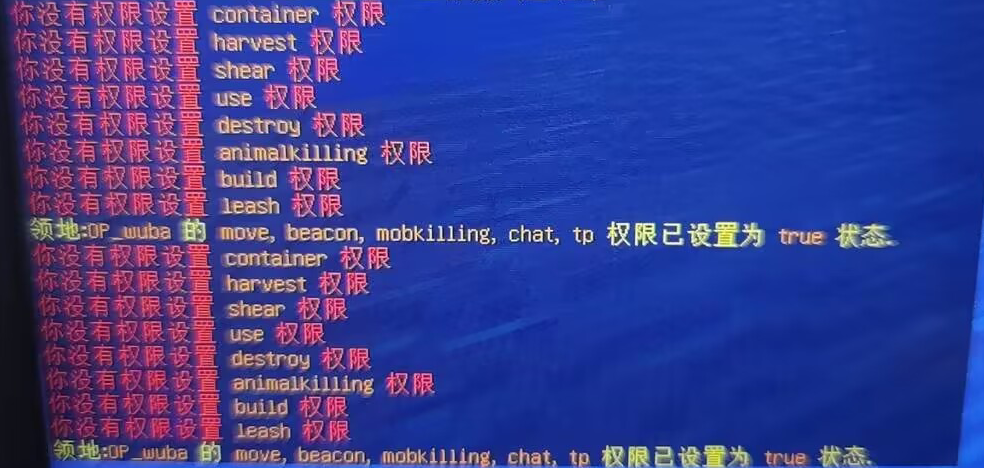 你没有权限设置 container 权限
你没有权限设置 harvest 权限
你没有权限设置 shear 权限
你没有权限设置 use 权限
你没有权限设置 destroy 权限
你没有权限设置 animalkilling 权限
你没有权限设置 build 权限
你没有权限设置 leash 权限
领地:OP_wuba 的 move, beacon, mobkilling, chat, tp 权限已设置为 true 状态.
你没有权限设置 container 权限
你没有权限设置 harvest 权限
你没有权限设置 shear 权限
你没有权限设置 use 权限
你没有权限设置 destroy 权限
你没有权限设置 animalkilling 权限
你没有权限设置 build 权限
你没有权限设置 leash 权限
领地:OP_wuba 的 move, beacon, mobkilling, chat, tp 权限已设置为 true 状态.